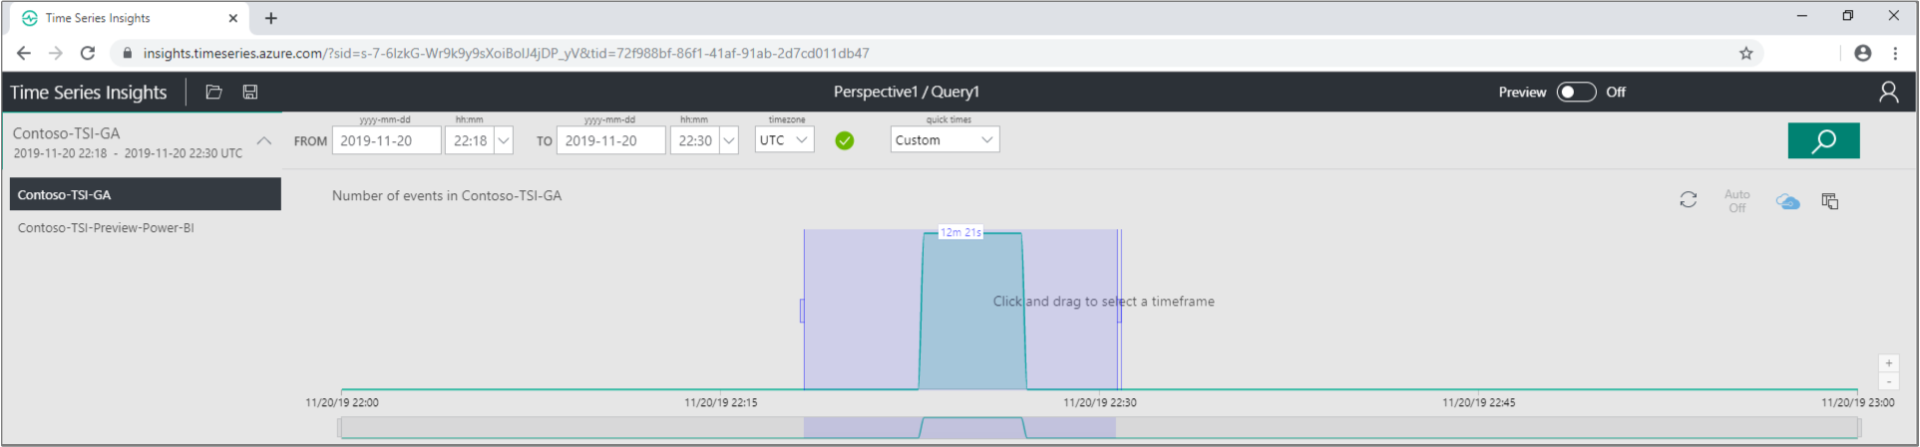 Time Series Insights
insights.timeseries.azure.com/?sid=s-7-6IzkG-Wr9k9y9sXoiBolJ4jDP_yV&tid=72f988bf-86f1-41af-91ab-2d7cd011db47
Time Series Insights
Perspective1 / Query1
Preview Off
Contoso-TSI-GA
2019-11-20 22:18 - 2019-11-20 22:30 UTC
yyyy-mm-dd hh:mm yyyy-mm-dd hh:mm timezone quick times
FROM 2019-11-20 22:18 TO 2019-11-20 22:30 UTC Custom
Contoso-TSI-GA
Contoso-TSI-Preview-Power-BI
Number of events in Contoso-TSI-GA
Auto
Off
12m 21s
Click and drag to select a timeframe
+
-
11/20/19 22:00 11/20/19 22:15 11/20/19 22:30 11/20/19 22:45 11/20/19 23:00